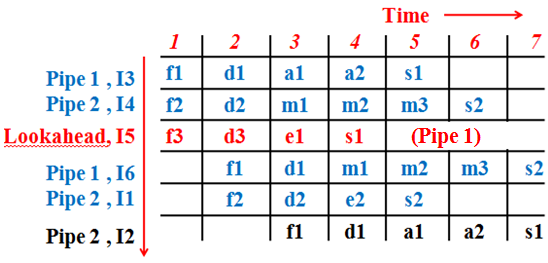 Time
1 2 3 4 5 6 7
Pipe 1 , I3 f1 d1 a1 a2 s1
Pipe 2 , I4 f2 d2 m1 m2 m3 s2
Lookahead, I5 f3 d3 e1 s1 (Pipe 1)
Pipe 1 , I6 f1 d1 m1 m2 m3 s2
Pipe 2 , I1 f2 d2 e2 s2
Pipe 2 , I2 f1 d1 a1 a2 s1